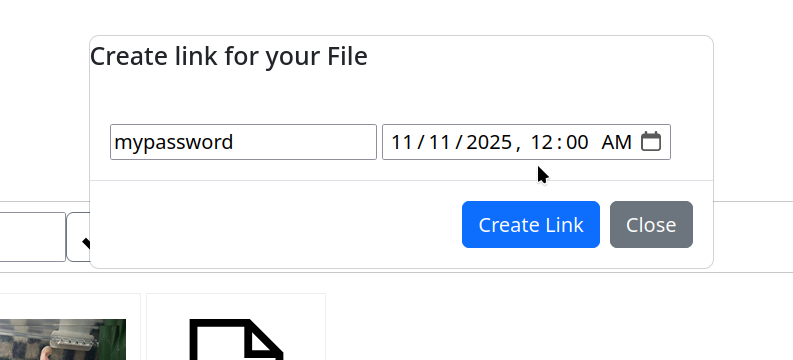 Create link for your File
mypassword
11/11/2025, 12:00 AM
Create Link
Close